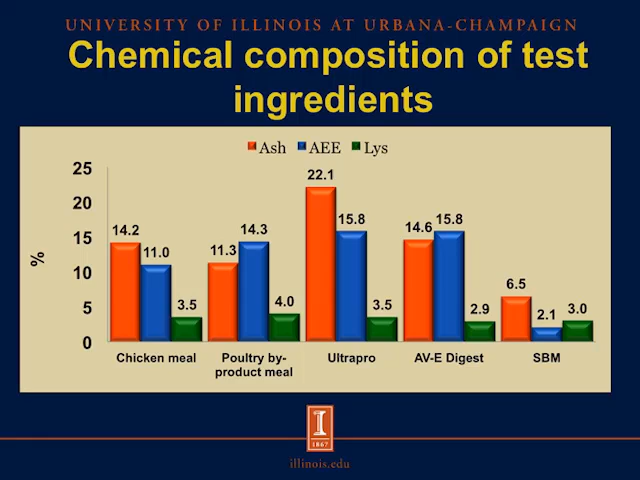 UNIVERSITY OF ILLINOIS AT URBANA-CHAMPAIGN
Chemical composition of test
ingredients
Ash AEE Lys
25
20
15
10
5
0
%
14.2 11.0 3.5
11.3 14.3 4.0
22.1 15.8 3.5
14.6 15.8 2.9
6.5 2.1 3.0
Chicken meal
Poultry by-
product meal
Ultrapro
AV-E Digest
SBM
I
1867
illinois.edu